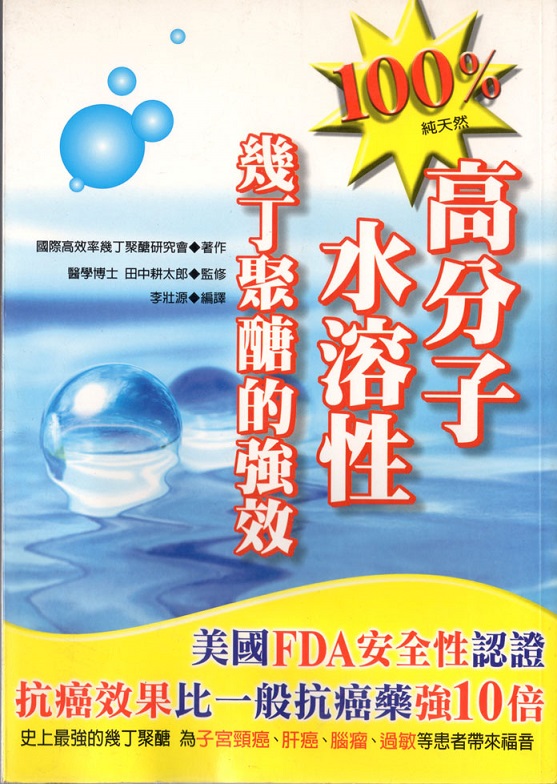 100%
純天然
高分子
水溶性
幾丁聚醣的強效
國際高效率幾丁聚醣研究會◆著作
醫學博士 田中耕太郎◆監修
李壯源◆編譯
美國FDA安全性認證
抗癌效果比一般抗癌藥強10倍
史上最強的幾丁聚醣 為子宮頸癌、肝癌、腦瘤、過敏等患者帶來福音